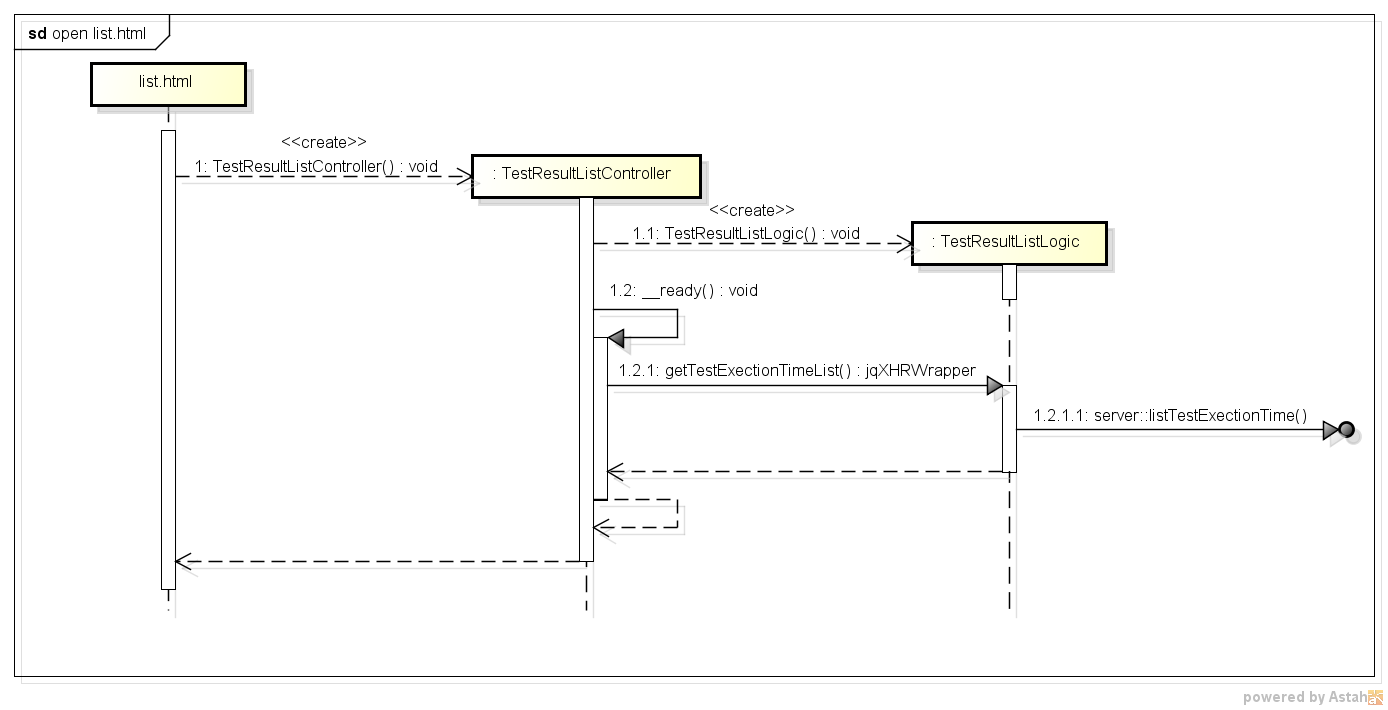 sd open list.html
list.html
<<create>>
1: TestResultListController() : void
: TestResultListController
<<create>>
1.1: TestResultListLogic() : void
: TestResultListLogic
1.2: __ready() : void
1.2.1: getTestExectionTimeList() : jqXHRWrapper
1.2.1.1: server::listTestExectionTime()
powered by Astah